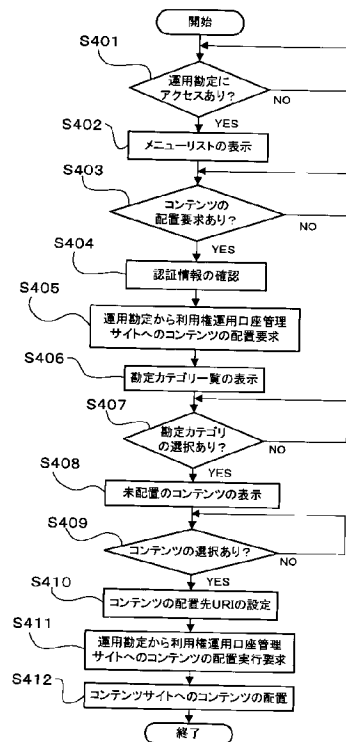 開始
S401
運用勘定に
アクセスあり?
NO
YES
S402
メニューリストの表示
S403
コンテンツの
配置要求あり?
NO
YES
S404
認証情報の確認
S405
運用勘定から利用権運用口座管理
サイトへのコンテンツの配置要求
S406
勘定カテゴリ一覧の表示
S407
勘定カテゴリ
の選択あり?
NO
YES
S408
未配置のコンテンツの表示
S409
コンテンツの選択あり?
NO
YES
S410
コンテンツの配置先URIの設定
S411
運用勘定から利用権運用口座管理
サイトへのコンテンツの配置実行要求
S412
コンテンツサイトへのコンテンツの配置
終了